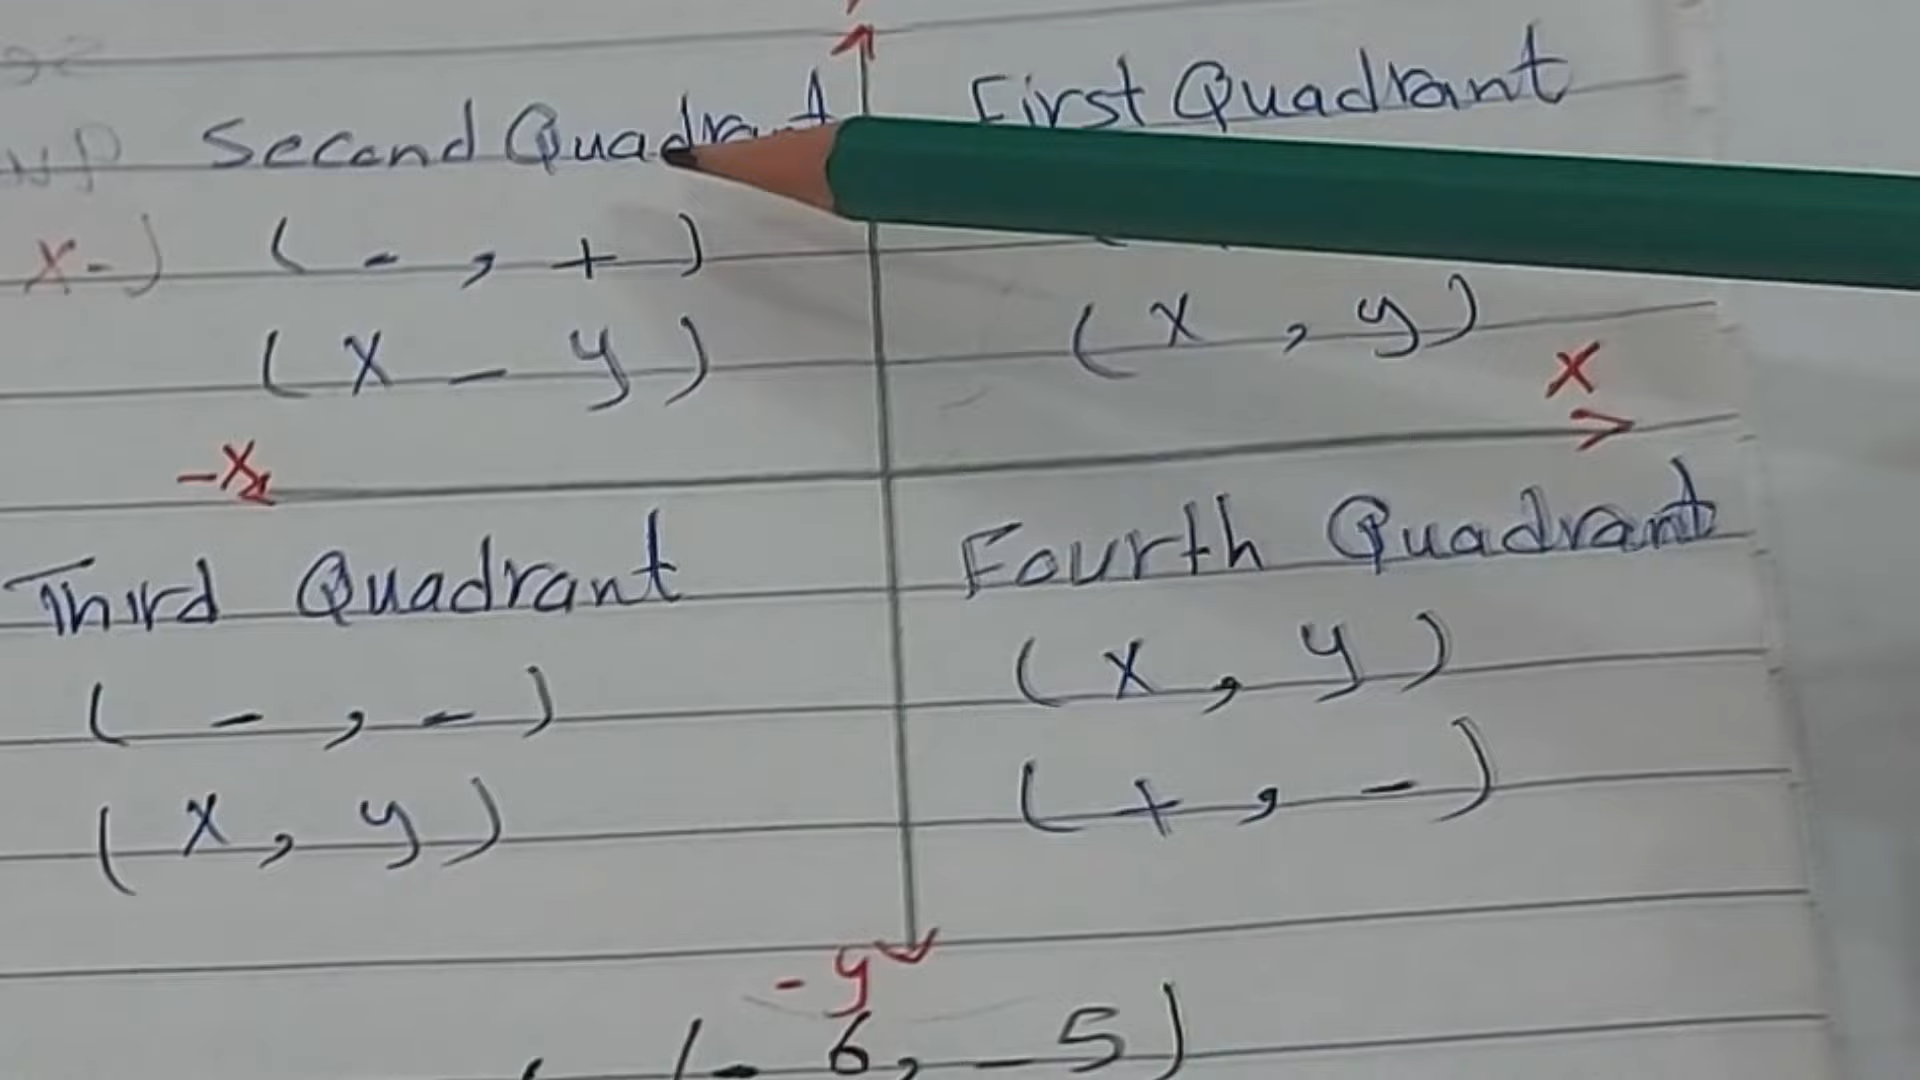 Second Quadrant
First Quadrant
x-)
( - , + )
( x - y )
( x , y )
x
-x
Third Quadrant
Fourth Quadrant
( - , - )
( x , y )
( x , y )
( + , - )
- y
(- 6, -5)